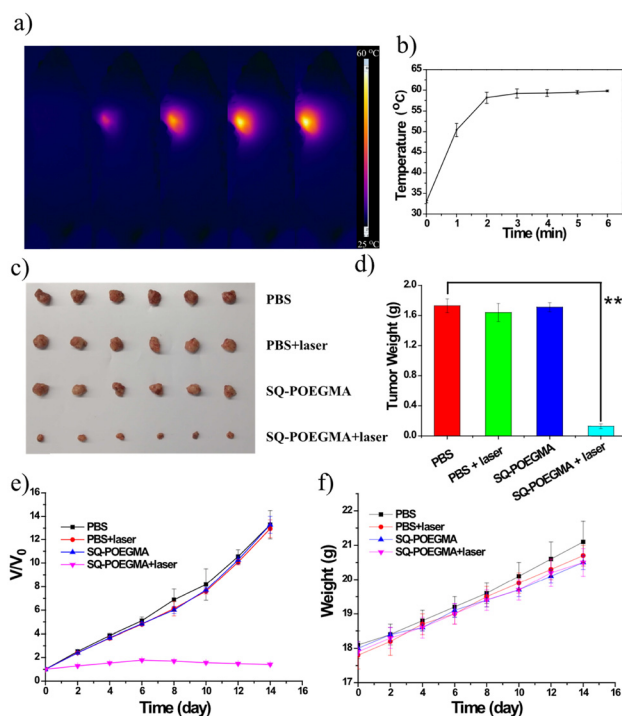 a)
60 °C
25 °C
b)
Temperature (°C)
60
55
50
45
40
35
30
0 1 2 3 4 5 6
Time (min)
c)
PBS
PBS+laser
SQ-POEGMA
SQ-POEGMA+laser
d)
Tumor Weight (g)
2.0
1.6
1.2
0.8
0.4
0.0
**
PBS
PBS + laser
SQ-POEGMA
SQ-POEGMA + laser
e)
V/V0
16
14
12
10
8
6
4
2
0
PBS
PBS+laser
SQ-POEGMA
SQ-POEGMA+laser
0 2 4 6 8 10 12 14 16
Time (day)
f)
Weight (g)
22
21
20
19
18
17
PBS
PBS+laser
SQ-POEGMA
SQ-POEGMA+laser
0 2 4 6 8 10 12 14 16
Time (day)